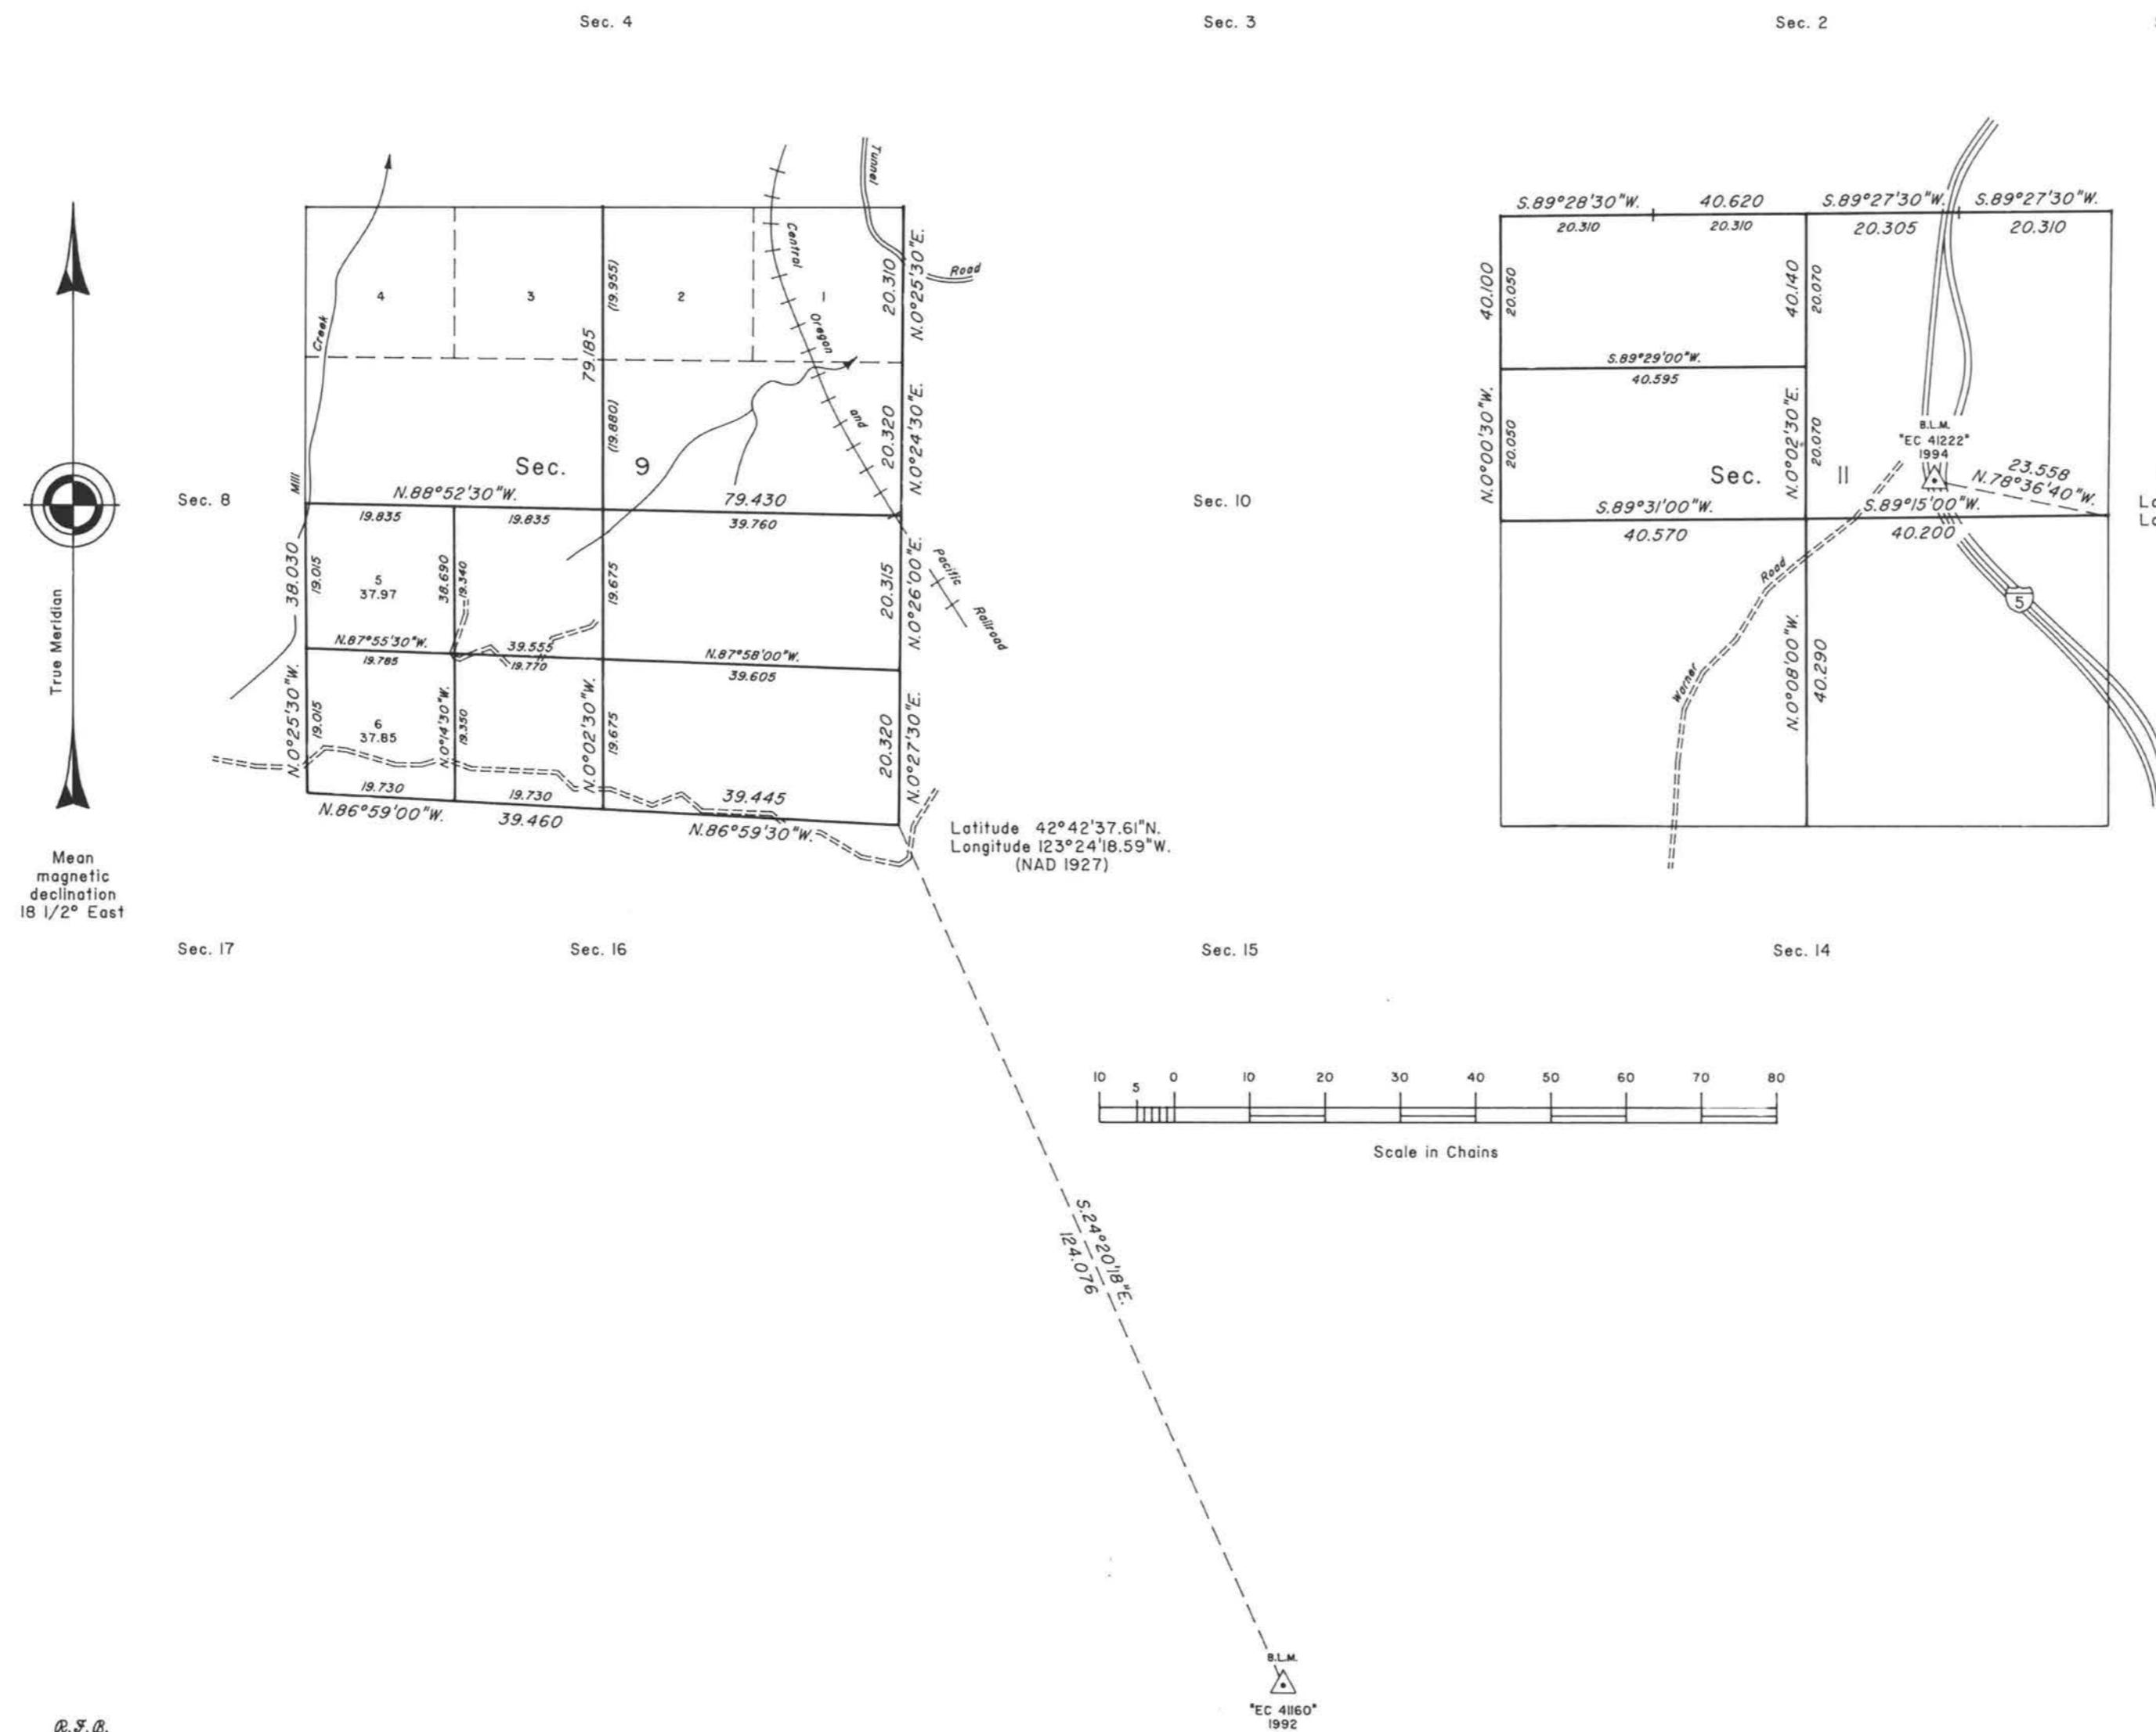 Sec. 4
Sec. 3
Sec. 2
True Meridian
Mean
magnetic
declination
18 1/2° East
Sec. 8
Tunnel
Road
Central
Oregon
and
Pacific
Railroad
Creek
Mill
4
3
2
1
(19.955)
79.185
(19.880)
20.310
N.0°25'30"E.
20.320
N.0°24'30"E.
Sec. 9
N.88°52'30"W.
79.430
19.835
19.835
39.760
38.030
19.015
5
37.97
38.690
19.340
19.675
20.315
N.0°26'00"E.
N.87°55'30"W.
39.555
N.87°58'00"W.
19.785
19.770
39.605
N.0°25'30"W.
19.015
6
37.85
N.0°14'30"W.
19.350
N.0°02'30"W.
19.675
20.320
N.0°27'30"E.
19.730
19.730
39.445
N.86°59'00"W.
39.460
N.86°59'30"W.
Latitude 42°42'37.61"N.
Longitude 123°24'18.59"W.
(NAD 1927)
Sec. 10
S.89°28'30"W.
40.620
S.89°27'30"W.
S.89°27'30"W.
20.310
20.310
20.305
20.310
40.100
20.050
40.140
20.070
S.89°29'00"W.
40.595
N.0°00'30"W.
20.050
N.0°02'30"E.
20.070
B.L.M.
"EC 41222"
1994
23.558
N.78°36'40"W.
Sec. 11
S.89°31'00"W.
S.89°15'00"W.
40.570
40.200
Road
Warner
5
N.0°08'00"W.
40.290
La
Lo
Sec. 17
Sec. 16
Sec. 15
Sec. 14
10 5 0 10 20 30 40 50 60 70 80
Scale in Chains
S.24°20'18"E.
124.076
B.L.M.
"EC 41160"
1992
R.F.B.